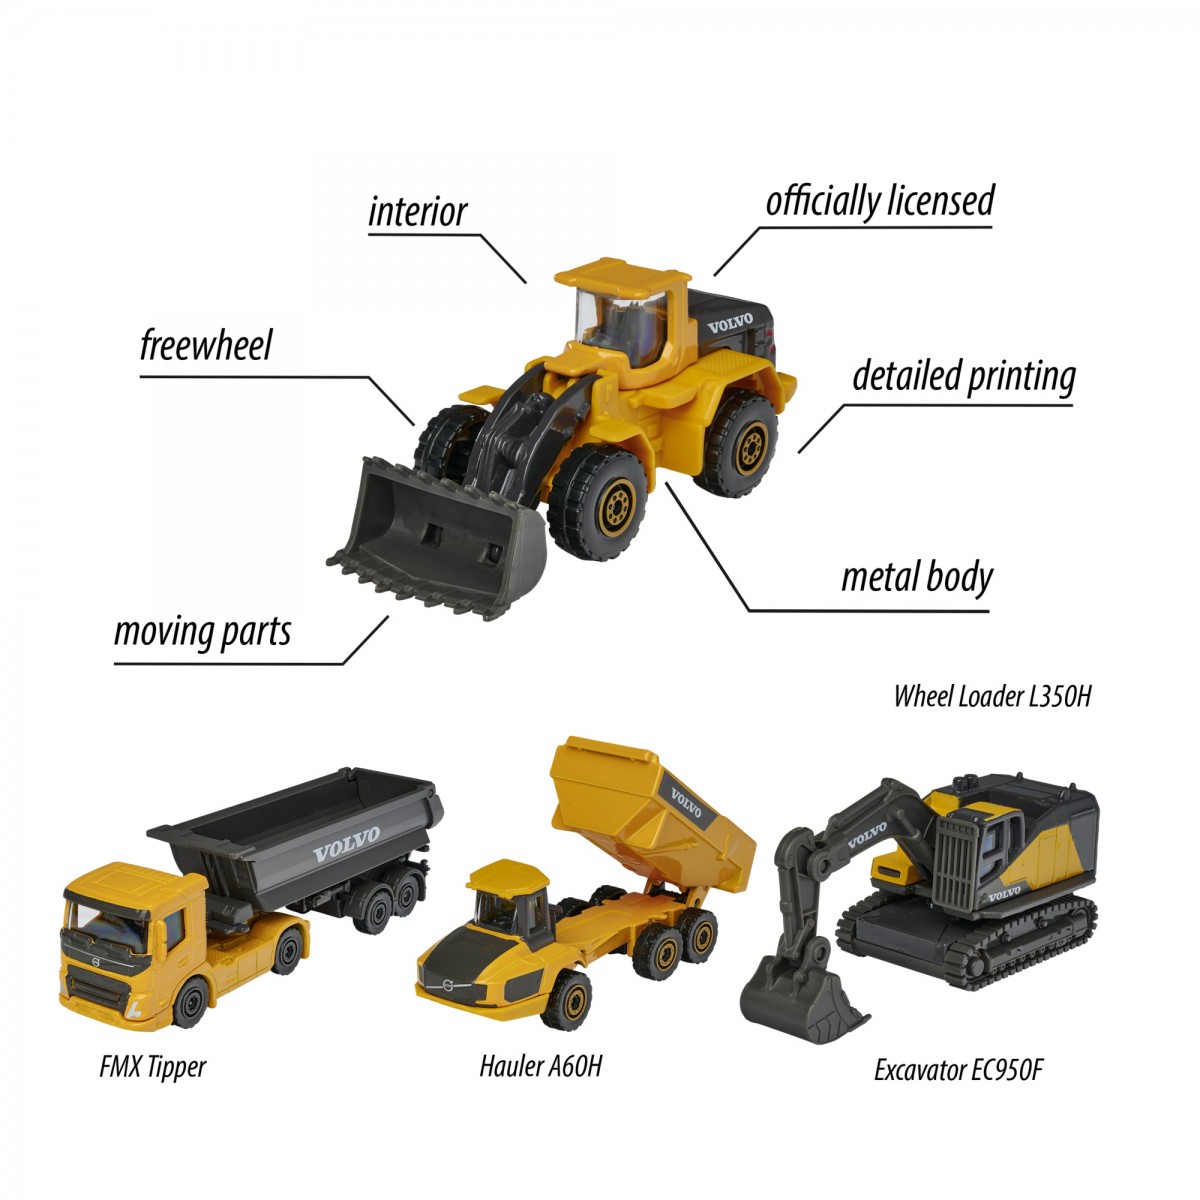 interior
officially licensed
VOLVO
freewheel
detailed printing
metal body
moving parts
Wheel Loader L350H
VOLVO
VOLVO
VOLVO
VOLVO
FMX Tipper
Hauler A60H
Excavator EC950F